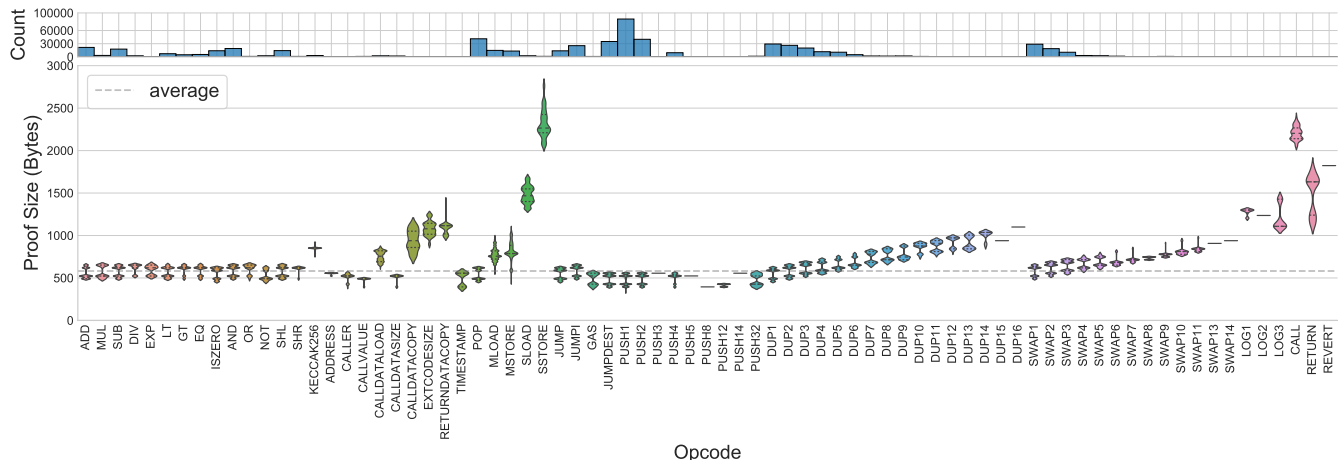 Count
100000
60000
30000
0
Proof Size (Bytes)
3000
2500
2000
1500
1000
500
0
average
ADD
MUL
SUB
DIV
EXP
LT
GT
EQ
ISZERO
AND
OR
NOT
SHL
SHR
KECCAK256
ADDRESS
CALLER
CALLVALUE
CALLDATALOAD
CALLDATASIZE
CALLDATACOPY
EXTCODESIZE
RETURNDATACOPY
TIMESTAMP
POP
MLOAD
MSTORE
SLOAD
SSTORE
JUMP
JUMPI
GAS
JUMPDEST
PUSH1
PUSH2
PUSH3
PUSH4
PUSH5
PUSH8
PUSH12
PUSH14
PUSH32
DUP1
DUP2
DUP3
DUP4
DUP5
DUP6
DUP7
DUP8
DUP9
DUP10
DUP11
DUP12
DUP13
DUP14
DUP15
DUP16
SWAP1
SWAP2
SWAP3
SWAP4
SWAP5
SWAP6
SWAP7
SWAP8
SWAP9
SWAP10
SWAP11
SWAP13
SWAP14
LOG1
LOG2
LOG3
CALL
RETURN
REVERT
Opcode